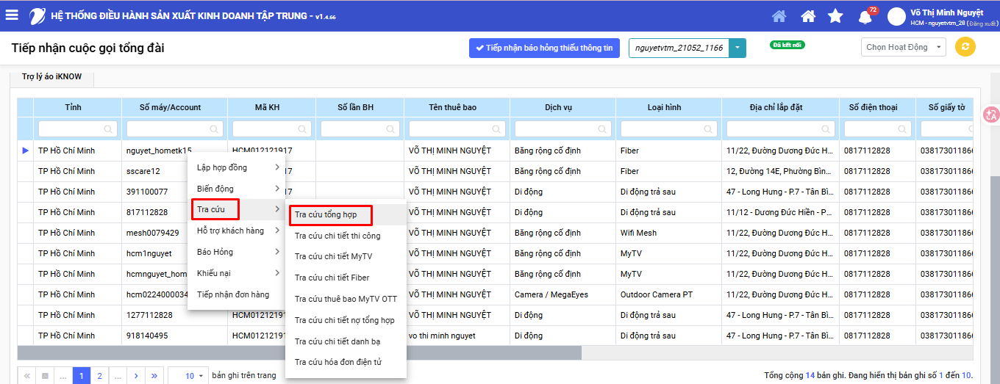 HỆ THỐNG ĐIỀU HÀNH SẢN XUẤT KINH DOANH TẬP TRUNG - v1.4.66
72
Võ Thị Minh Nguyệt
HCM - nguyetvtm_28 (Đăng xuất)
Tiếp nhận cuộc gọi tổng đài
Tiếp nhận báo hỏng thiếu thông tin
nguyetvtm_21052_1166
Đã kết nối
Chọn Hoạt Động
Trợ lý ảo iKNOW
Tỉnh Số máy/Account Mã KH Số lần BH Tên thuê bao Dịch vụ Loại hình Địa chỉ lắp đặt Số điện thoại Số giấy tờ
TP Hồ Chí Minh nguyet_hometk15 HCM012121917 VÕ THỊ MINH NGUYỆT Băng rộng cố định Fiber 11/22, Đường Dương Đức H... 0817112828 03817301186
TP Hồ Chí Minh sscare12 7 VÕ THỊ MINH NGUYỆT Băng rộng cố định Fiber 12, Đường 14E, Phường Bìn... 0817112828 03817301186
TP Hồ Chí Minh 391100077 7 VÕ THỊ MINH NGUYỆT Di động Di động trả sau 47 - Long Hưng - P.7 - Tân Bì... 0817112828 03817301186
TP Hồ Chí Minh 817112828 VÕ THỊ MINH NGUYỆT Di động Di động trả sau 11/12 - Dương Đức Hiền - P... 0817112828 03817301186
TP Hồ Chí Minh mesh0079429 VÕ THỊ MINH NGUYỆT Băng rộng cố định Wifi Mesh 11/22, Đường Dương Đức H... 0817112828 03817301186
TP Hồ Chí Minh hcm1nguyet VÕ THỊ MINH NGUYỆT Băng rộng cố định MyTV 11/22, Đường Dương Đức H... 0817112828 03817301186
TP Hồ Chí Minh hcmnguyet_hom VÕ THỊ MINH NGUYỆT Băng rộng cố định MyTV 11/22, Đường Dương Đức H... 0817112828 03817301186
TP Hồ Chí Minh hcm0224000034 VÕ THỊ MINH NGUYỆT Camera / MegaEyes Outdoor Camera PT 11/22, Đường Dương Đức H... 0817112828 03817301186
TP Hồ Chí Minh 1277112828 HCM01212191 VÕ THỊ MINH NGUYỆT Di động Di động trả sau 47 - Long Hưng - P.7 - Tân Bì... 0817112828 03817301186
TP Hồ Chí Minh 918140495 HCM01212191 vo thi minh nguyet Di động Di động trả sau 47 - Long Hưng - P.7 - Tân Bì... 0817112828 03817301186
Lập hợp đồng
Biến động
Tra cứu
Hỗ trợ khách hàng
Báo Hỏng
Khiếu nại
Tiếp nhận đơn hàng
Tra cứu tổng hợp
Tra cứu chi tiết thi công
Tra cứu chi tiết MyTV
Tra cứu chi tiết Fiber
Tra cứu thuê bao MyTV OTT
Tra cứu chi tiết nợ tổng hợp
Tra cứu chi tiết danh bạ
Tra cứu hóa đơn điện tử
« ... 1 2 ... › » 10 bản ghi trên trang
Tổng cộng 14 bản ghi. Đang hiển thị bản ghi số 1 đến 10.